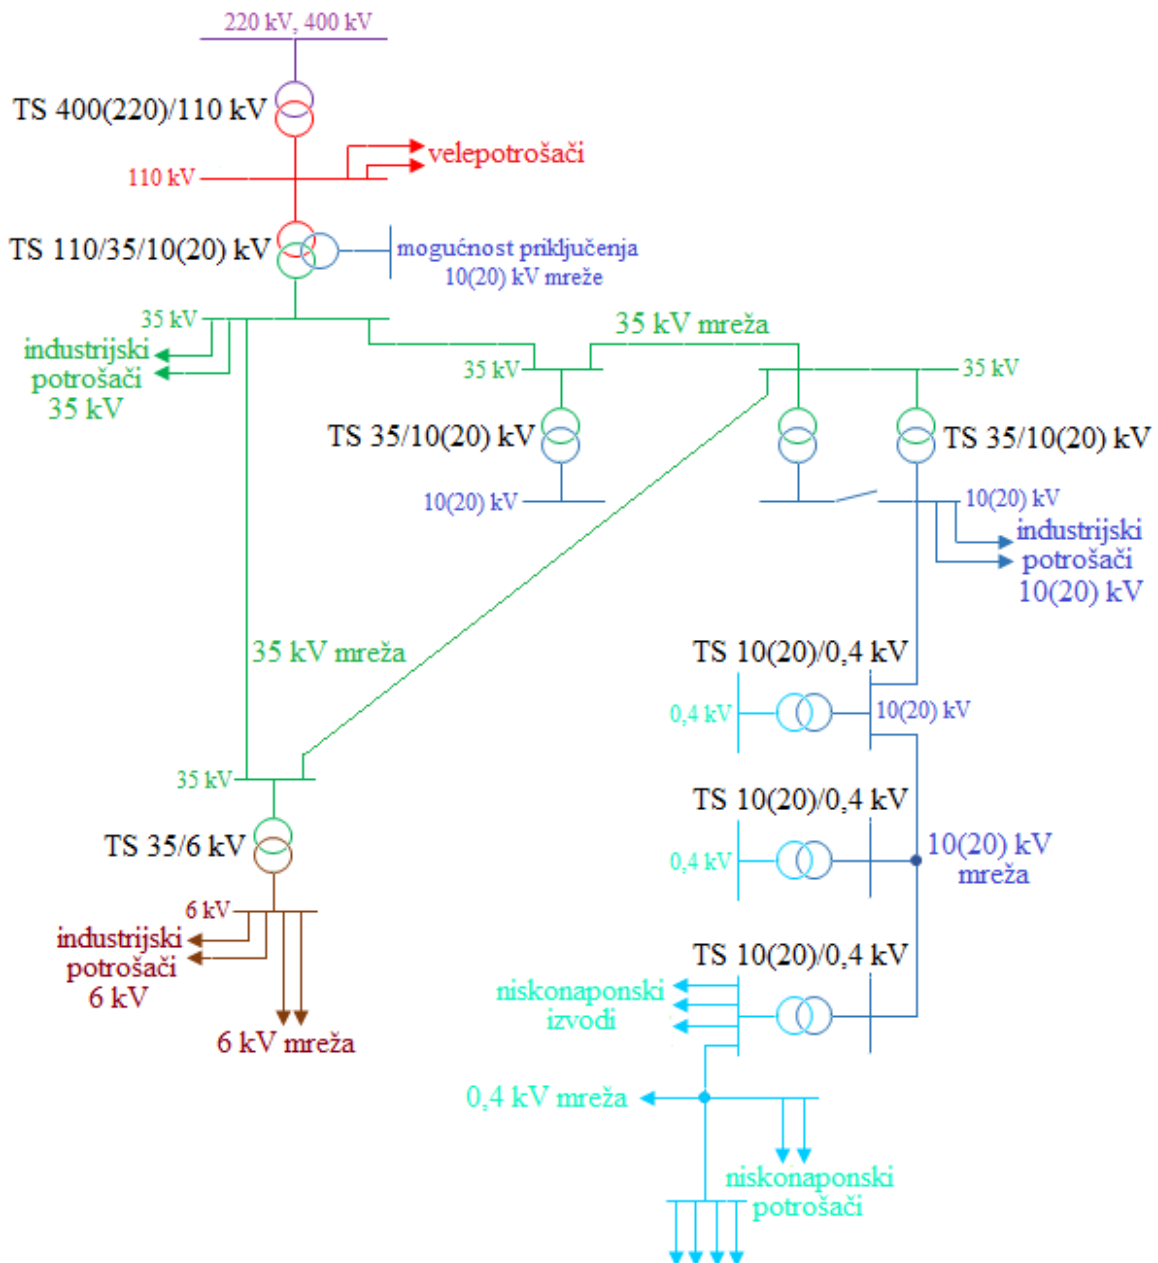 220 kV, 400 kV
TS 400(220)/110 kV
velepotrošači
110 kV
TS 110/35/10(20) kV
mogućnost priključenja
10(20) kV mreže
35 kV
industrijski
potrošači
35 kV
35 kV mreža
35 kV
35 kV
TS 35/10(20) kV
TS 35/10(20) kV
10(20) kV
10(20) kV
industrijski
potrošači
10(20) kV
35 kV mreža
TS 10(20)/0,4 kV
0,4 kV
10(20) kV
35 kV
TS 10(20)/0,4 kV
TS 35/6 kV
0,4 kV
10(20) kV
mreža
6 kV
industrijski
potrošači
6 kV
6 kV mreža
TS 10(20)/0,4 kV
niskonaponski
izvodi
0,4 kV mreža
niskonaponski
potrošači